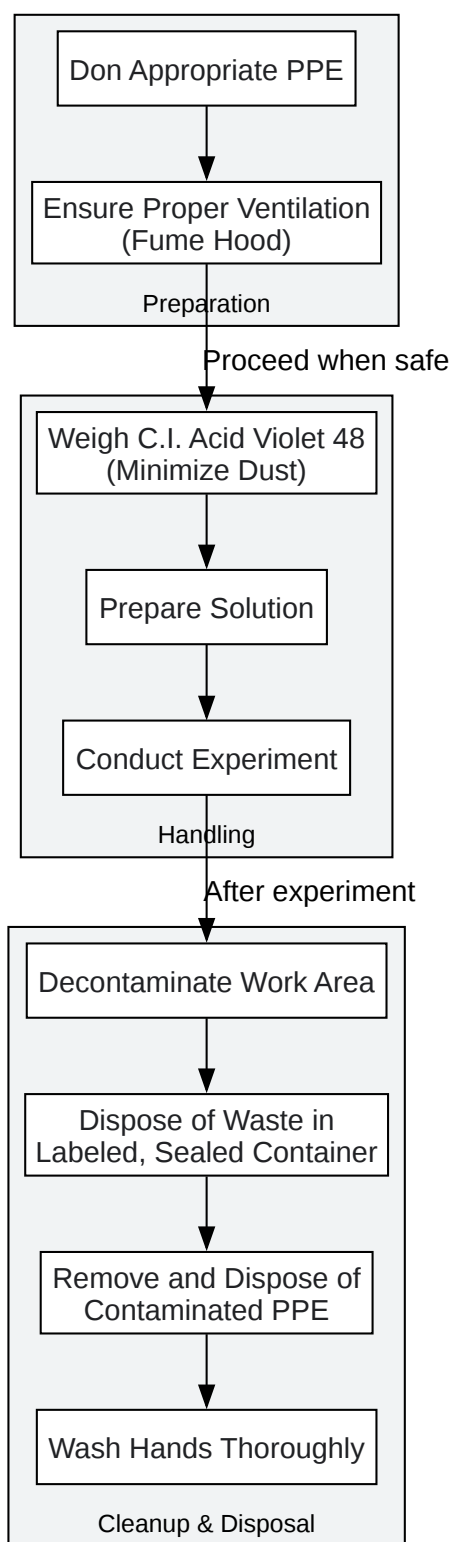 Don Appropriate PPE
Ensure Proper Ventilation
(Fume Hood)
Preparation
Proceed when safe
Weigh C.I. Acid Violet 48
(Minimize Dust)
Prepare Solution
Conduct Experiment
Handling
After experiment
Decontaminate Work Area
Dispose of Waste in
Labeled, Sealed Container
Remove and Dispose of
Contaminated PPE
Wash Hands Thoroughly
Cleanup & Disposal